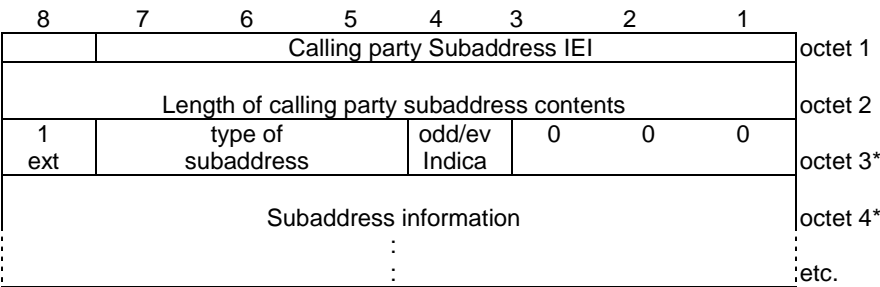 8 7 6 5 4 3 2 1
Calling party Subaddress IEI octet 1
Length of calling party subaddress contents octet 2
1 type of odd/ev 0 0 0
ext subaddress Indica octet 3*
Subaddress information octet 4*
:
: etc.